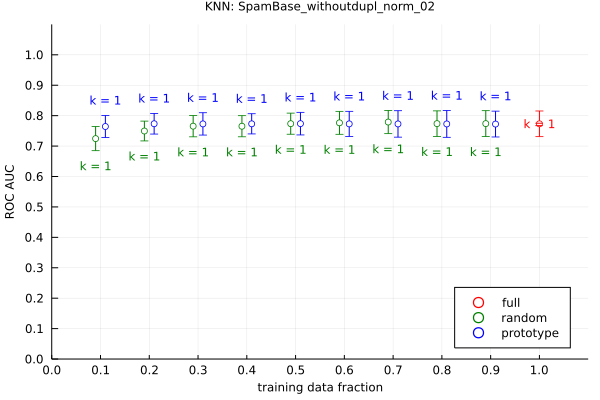 KNN: SpamBase_withoutdupl_norm_02
1.0
0.9
0.8
0.7
0.6
0.5
0.4
0.3
0.2
0.1
0.0
ROC AUC
k = 1 k = 1 k = 1 k = 1 k = 1 k = 1 k = 1 k = 1 k = 1
k = 1
k = 1 k = 1 k = 1 k = 1 k = 1 k = 1 k = 1 k = 1 k = 1
full
random
prototype
0.0 0.1 0.2 0.3 0.4 0.5 0.6 0.7 0.8 0.9 1.0
training data fraction